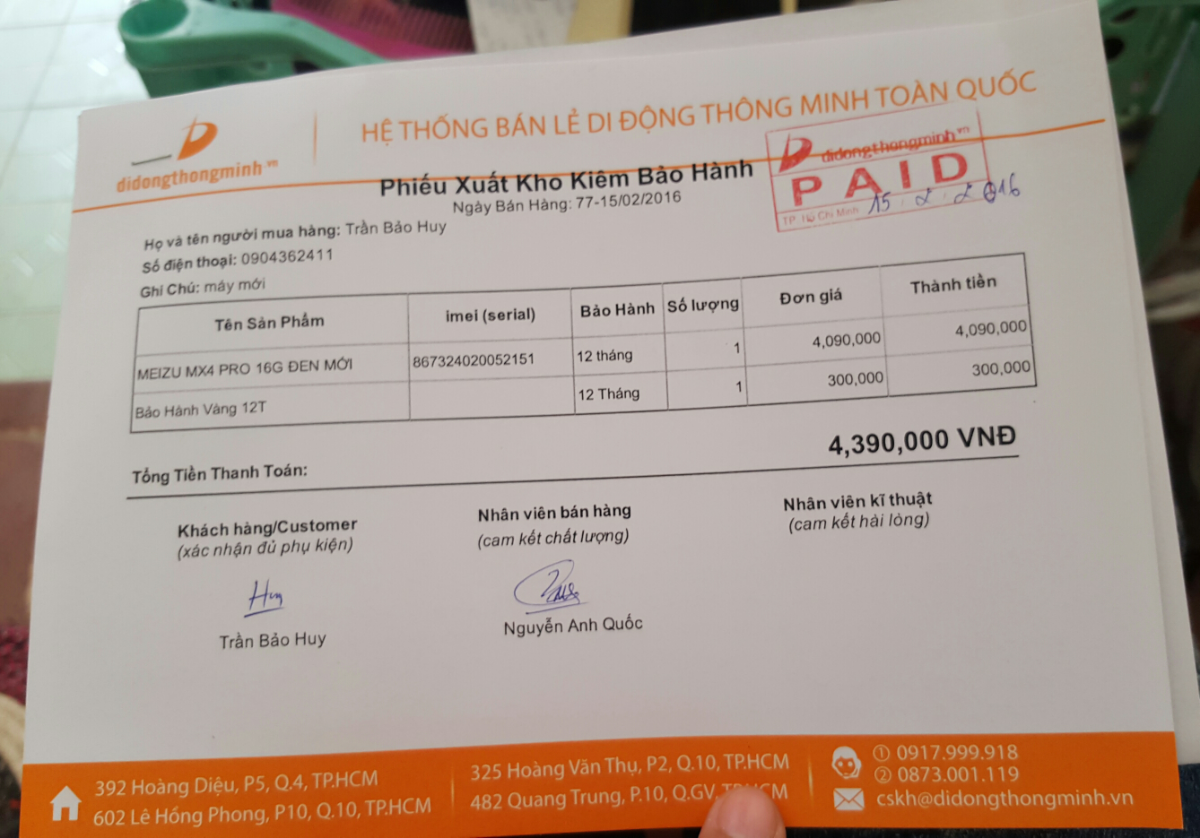 didongthongminh.vn
HỆ THỐNG BÁN LẺ DI ĐỘNG THÔNG MINH TOÀN QUỐC
didongthongminh.vn
PAID
TP. Hồ Chí Minh 15.2.2016
Phiếu Xuất Kho Kiêm Bảo Hành
Ngày Bán Hàng: 77-15/02/2016
Họ và tên người mua hàng: Trần Bảo Huy
Số điện thoại: 0904362411
Ghi Chú: máy mới
Tên Sản Phẩm imei (serial) Bảo Hành Số lượng Đơn giá Thành tiền
MEIZU MX4 PRO 16G ĐEN MỚI 867324020052151 12 tháng 1 4,090,000 4,090,000
Bảo Hành Vàng 12T 12 Tháng 1 300,000 300,000
Tổng Tiền Thanh Toán: 4,390,000 VNĐ
Khách hàng/Customer Nhân viên bán hàng Nhân viên kĩ thuật
(xác nhận đủ phụ kiện) (cam kết chất lượng) (cam kết hài lòng)
Huy
Trần Bảo Huy Nguyễn Anh Quốc
392 Hoàng Diệu, P5, Q.4, TP.HCM
602 Lê Hồng Phong, P10, Q.10, TP.HCM
325 Hoàng Văn Thụ, P2, Q.10, TP.HCM
482 Quang Trung, P.10, Q.GV, TP.HCM
① 0917.999.918
② 0873.001.119
cskh@didongthongminh.vn